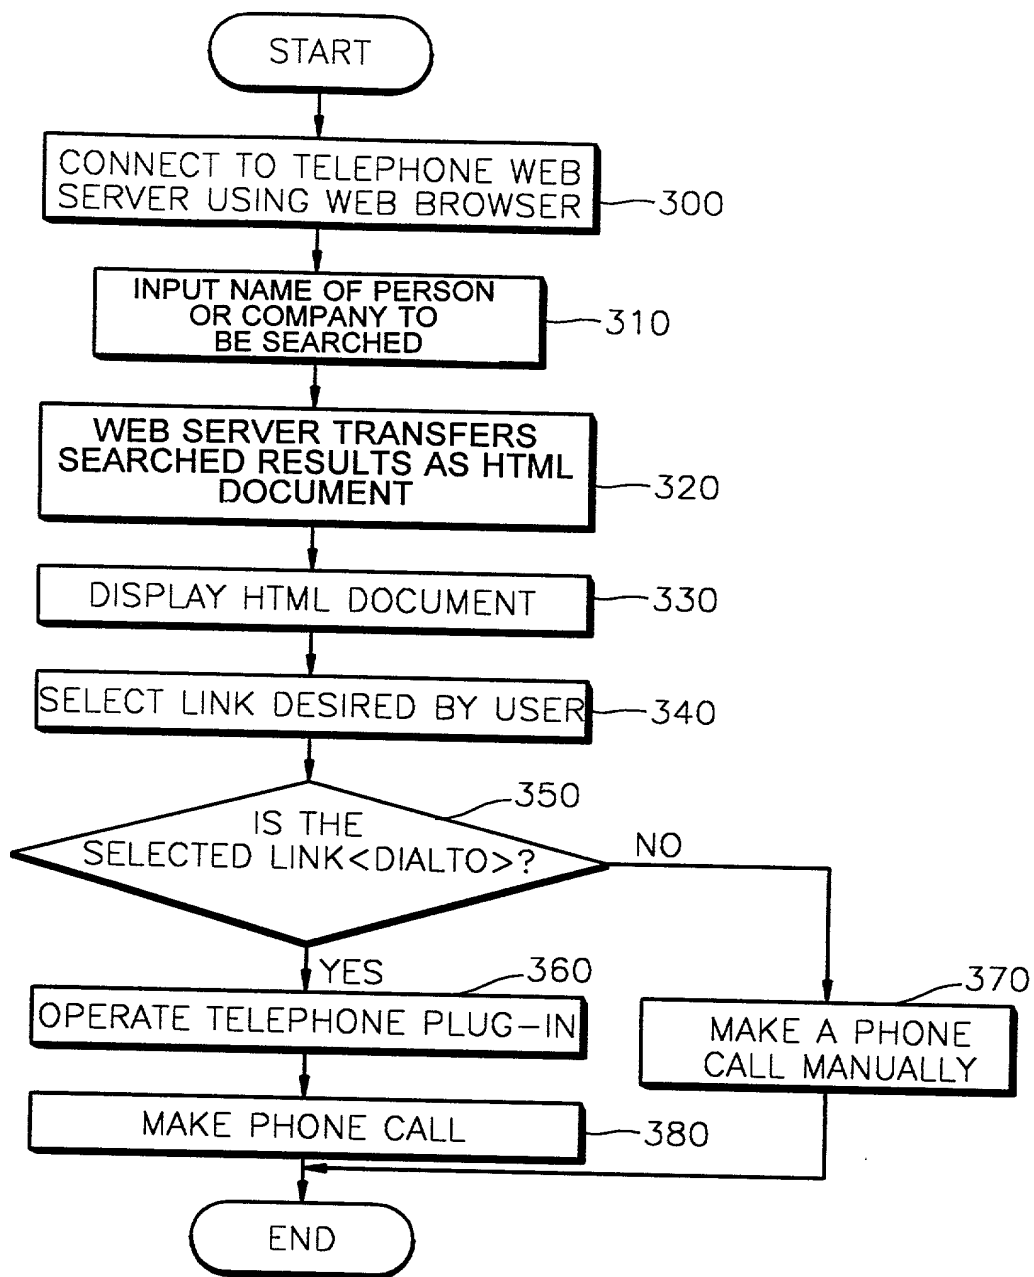 START
CONNECT TO TELEPHONE WEB
SERVER USING WEB BROWSER
300
INPUT NAME OF PERSON
OR COMPANY TO
BE SEARCHED
310
WEB SERVER TRANSFERS
SEARCHED RESULTS AS HTML
DOCUMENT
320
DISPLAY HTML DOCUMENT
330
SELECT LINK DESIRED BY USER
340
350
IS THE
SELECTED LINK<DIALTO>?
NO
YES
360
OPERATE TELEPHONE PLUG-IN
370
MAKE A PHONE
CALL MANUALLY
MAKE PHONE CALL
380
END